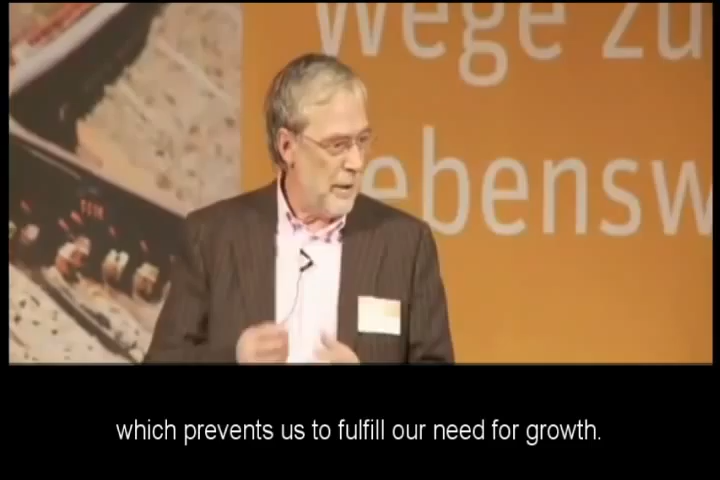 Wege zu
ebensw
which prevents us to fulfill our need for growth.